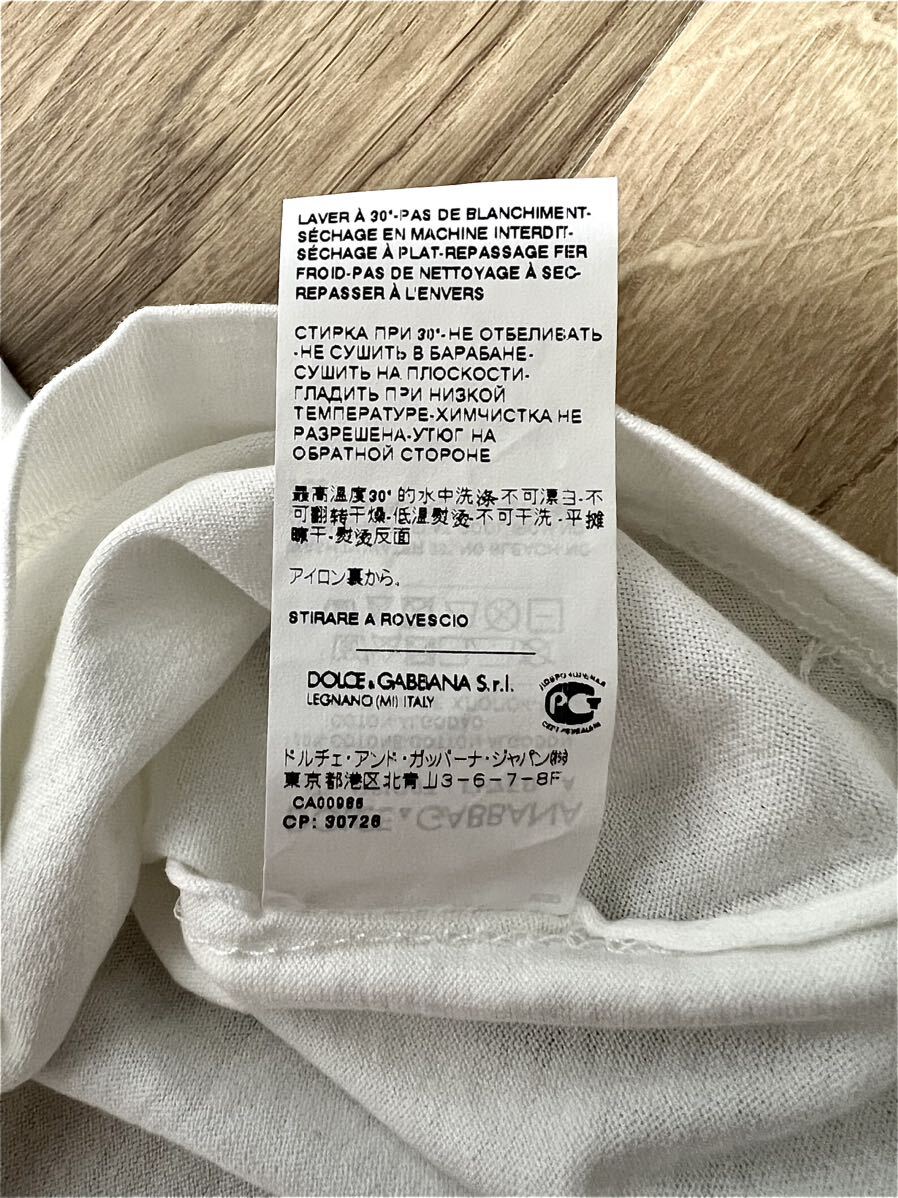 LAVER À 30°-PAS DE BLANCHIMENT-
SÉCHAGE EN MACHINE INTERDIT-
SÉCHAGE À PLAT-REPASSAGE FER
FROID-PAS DE NETTOYAGE À SEC-
REPASSER À L'ENVERS
СТИРКА ПРИ 30°-НЕ ОТБЕЛИВАТЬ
-НЕ СУШИТЬ В БАРАБАНЕ-
СУШИТЬ НА ПЛОСКОСТИ-
ГЛАДИТЬ ПРИ НИЗКОЙ
ТЕМПЕРАТУРЕ-ХИМЧИСТКА НЕ
РАЗРЕШЕНА-УТЮГ НА
ОБРАТНОЙ СТОРОНЕ
最高温度30°的水中洗涤-不可漂白-不
可翻转干燥-低温熨烫-不可干洗-平摊
晾干-熨烫反面
アイロン裏から。
STIRARE A ROVESCIO
DOLCE & GABBANA S.r.l.
LEGNANO (MI) ITALY
PG
ドルチェ・アンド・ガッバーナ・ジャパン(株)
東京都港区北青山3-6-7-8F
CA00986
CP: 30726